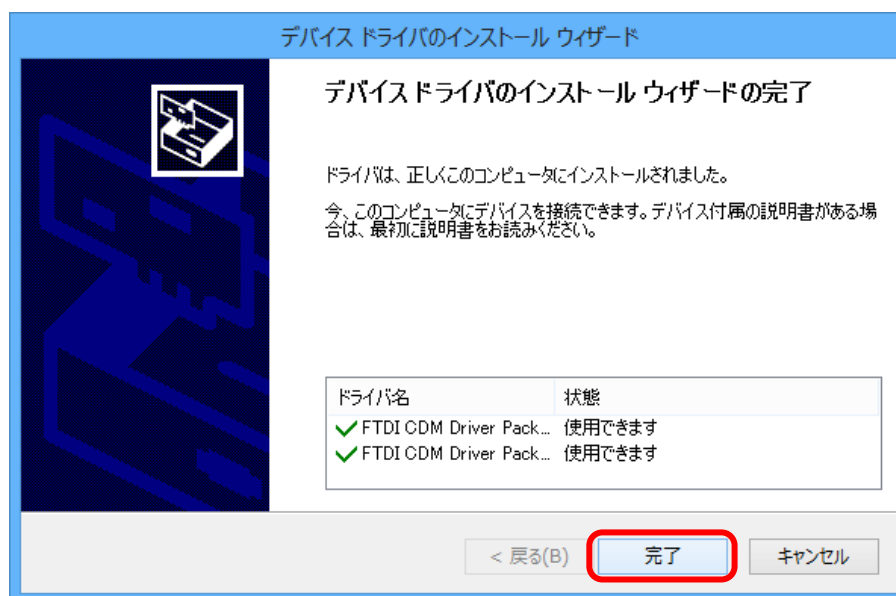 デバイス ドライバのインストール ウィザード
デバイス ドライバのインストール ウィザードの完了
ドライバは、正しくこのコンピュータにインストールされました。
今、このコンピュータにデバイスを接続できます。デバイス付属の説明書がある場
合は、最初に説明書をお読みください。
ドライバ名 状態
FTDI CDM Driver Pack... 使用できます
FTDI CDM Driver Pack... 使用できます
< 戻る(B) 完了 キャンセル